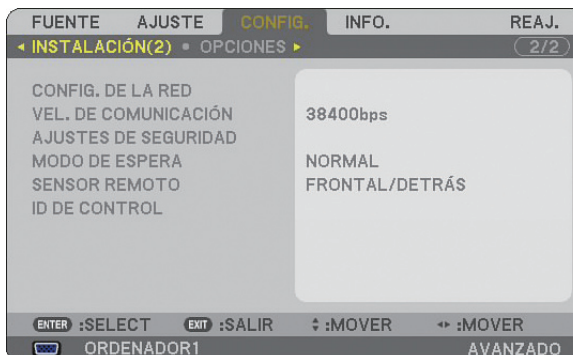 FUENTE AJUSTE CONFIG. INFO. REAJ.
INSTALACIÓN(2) • OPCIONES 2/2
CONFIG. DE LA RED
VEL. DE COMUNICACIÓN 38400bps
AJUSTES DE SEGURIDAD
MODO DE ESPERA NORMAL
SENSOR REMOTO FRONTAL/DETRÁS
ID DE CONTROL
ENTER :SELECT EXIT :SALIR :MOVER :MOVER
ORDENADOR1 AVANZADO